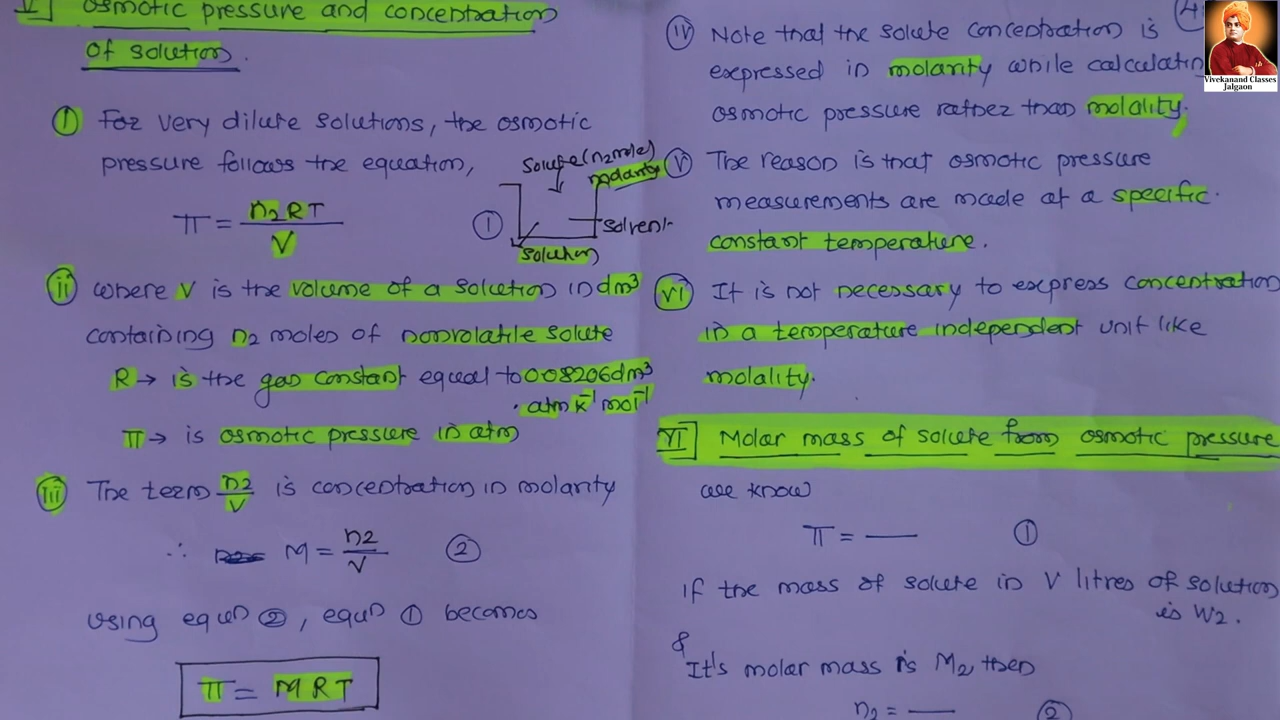 V] Osmotic pressure and concentration
of solution.
i For very dilute solutions, the osmotic
pressure follows the equation,
π = n2RT / V
1
Solute (n2 mole)
molarity
solvent
solution
ii where V is the volume of a solution in dm³
containing n2 moles of nonvolatile solute
R → is the gas constant equal to 0.08206 dm³
. atm K⁻¹ mol⁻¹
π → is osmotic pressure in atm
iii The term n2/V is concentration in molarity
∴ M = n2/V 2
using equn 2, equn 1 becomes
π = MRT
iv Note that the solute concentration is
expressed in molarity while calculatin
osmotic pressure rather than molality.
v The reason is that osmotic pressure
measurements are made at a specific
constant temperature.
vi It is not necessary to express concentration
in a temperature independent unit like
molality.
VI] Molar mass of solute from osmotic pressure
we know
π = — 1
if the mass of solute in V litres of solution
is W2.
&
It's molar mass is M2 then
n2 = — 2
Vivekanand Classes
Jalgaon